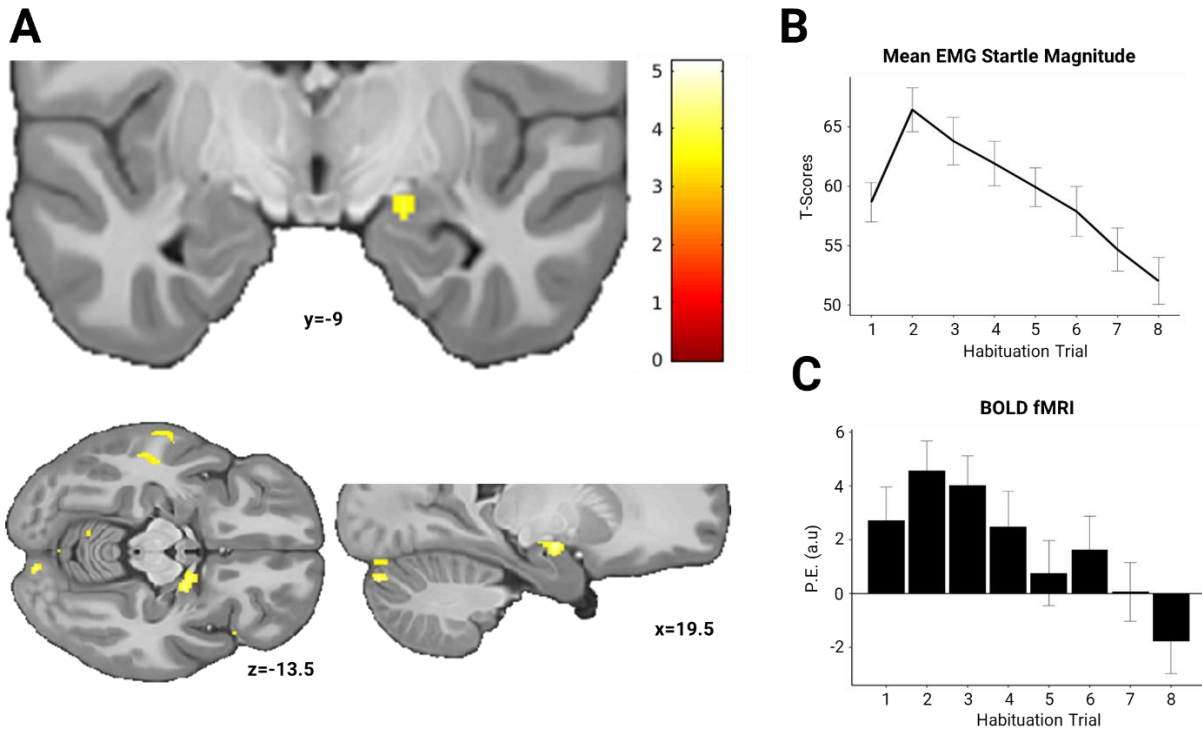 A
5
4
3
2
1
0
y=-9
z=-13.5
x=19.5
B
Mean EMG Startle Magnitude
T-Scores
65
60
55
50
1 2 3 4 5 6 7 8
Habituation Trial
C
BOLD fMRI
P.E. (a.u)
6
4
2
0
-2
1 2 3 4 5 6 7 8
Habituation Trial